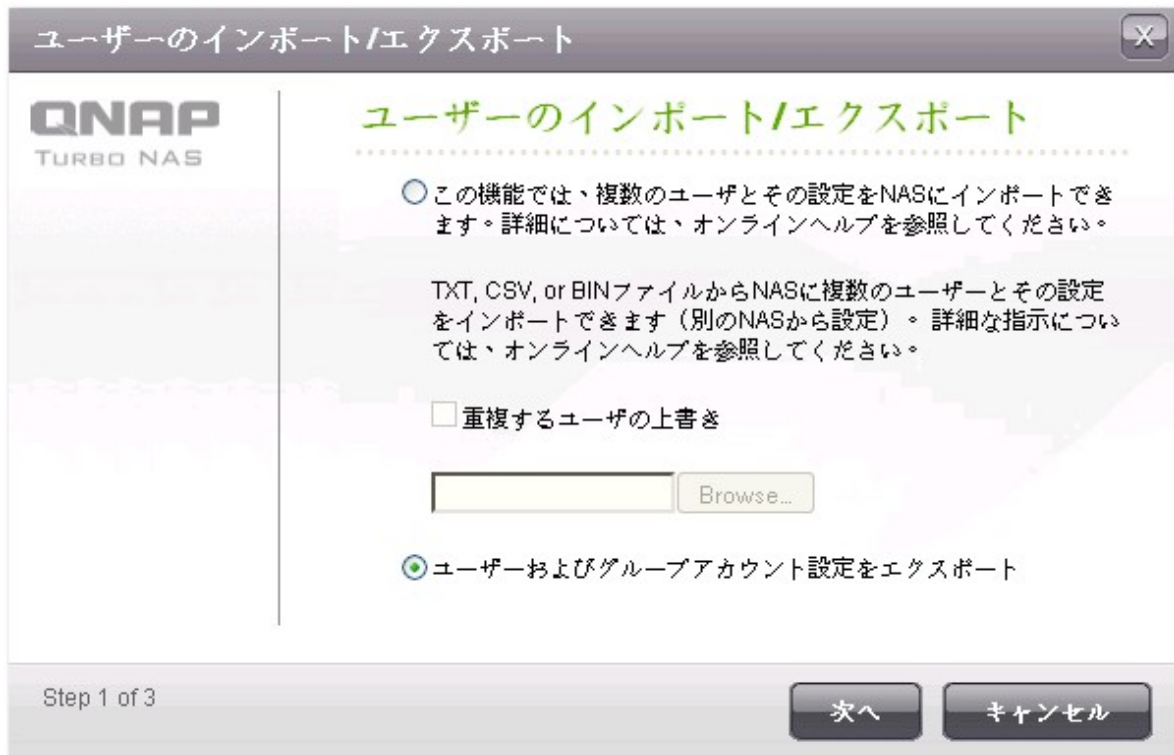 ユーザーのインポート/エクスポート
X
QNAP
TURBO NAS
ユーザーのインポート/エクスポート
この機能では、複数のユーザとその設定をNASにインポートでき
ます。詳細については、オンラインヘルプを参照してください。
TXT, CSV, or BINファイルからNASに複数のユーザーとその設定
をインポートできます（別のNASから設定）。 詳細な指示につい
ては、オンラインヘルプを参照してください。
重複するユーザの上書き
Browse...
ユーザーおよびグループアカウント設定をエクスポート
Step 1 of 3
次へ
キャンセル